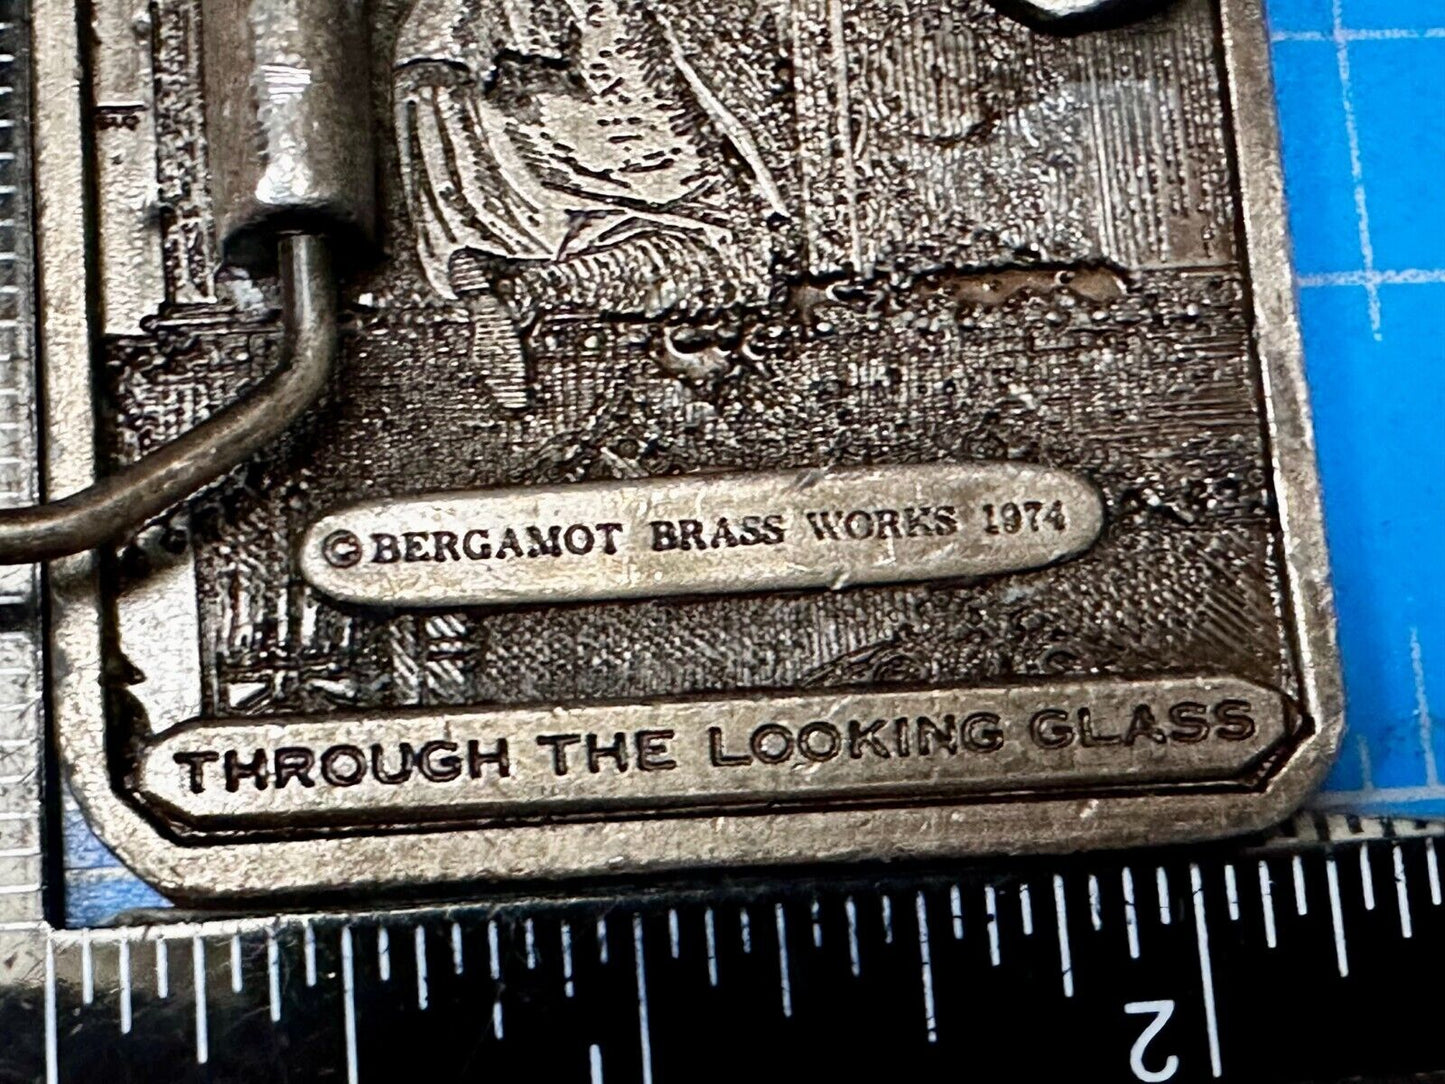 © BERGAMOT BRASS WORKS 1974
THROUGH THE LOOKING GLASS
2